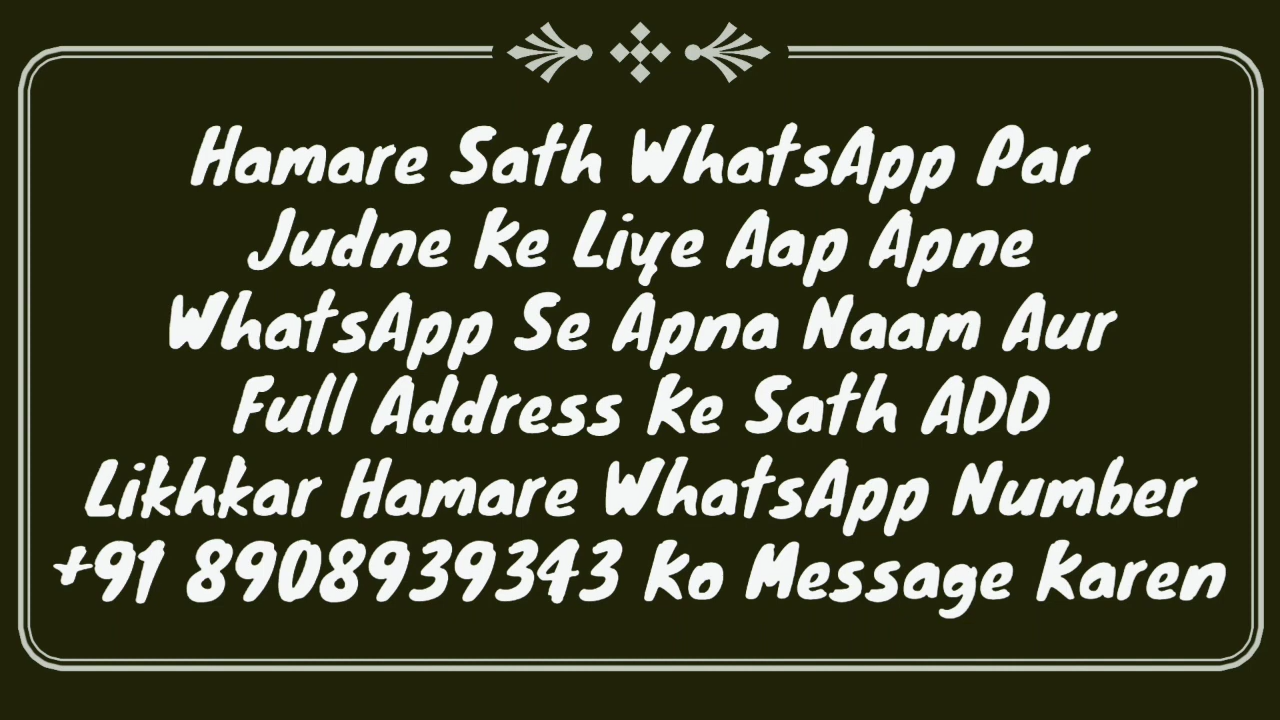 Hamare Sath WhatsApp Par
Judne Ke Liye Aap Apne
WhatsApp Se Apna Naam Aur
Full Address Ke Sath ADD
Likhkar Hamare WhatsApp Number
+91 8908939343 Ko Message Karen